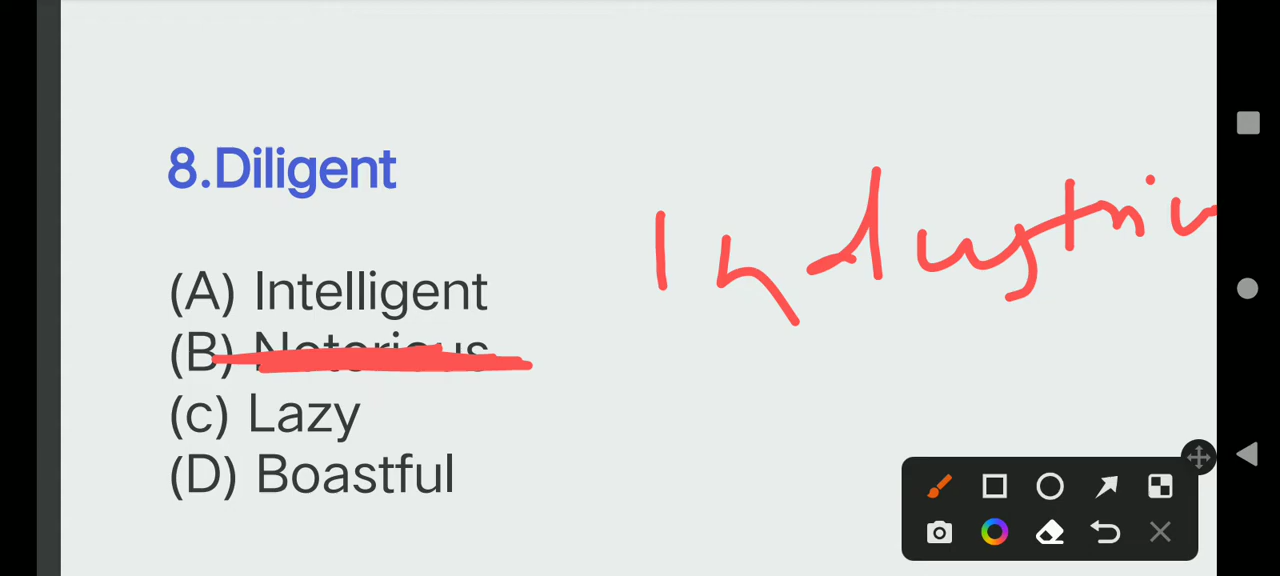 8.Diligent
Industriu
(A) Intelligent
(B) Notorious
(c) Lazy
(D) Boastful